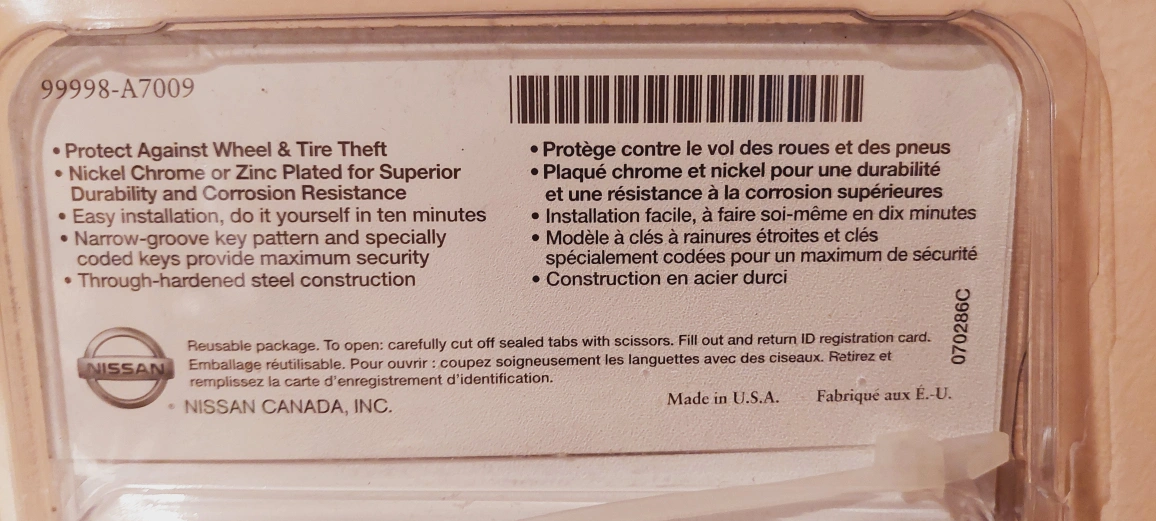 99998-A7009
• Protect Against Wheel & Tire Theft
• Nickel Chrome or Zinc Plated for Superior
Durability and Corrosion Resistance
• Easy installation, do it yourself in ten minutes
• Narrow-groove key pattern and specially
coded keys provide maximum security
• Through-hardened steel construction
• Protège contre le vol des roues et des pneus
• Plaqué chrome et nickel pour une durabilité
et une résistance à la corrosion supérieures
• Installation facile, à faire soi-même en dix minutes
• Modèle à clés à rainures étroites et clés
spécialement codées pour un maximum de sécurité
• Construction en acier durci
070286C
NISSAN
Reusable package. To open: carefully cut off sealed tabs with scissors. Fill out and return ID registration card.
Emballage réutilisable. Pour ouvrir : coupez soigneusement les languettes avec des ciseaux. Retirez et
remplissez la carte d'enregistrement d'identification.
NISSAN CANADA, INC.
Made in U.S.A. Fabriqué aux É.-U.